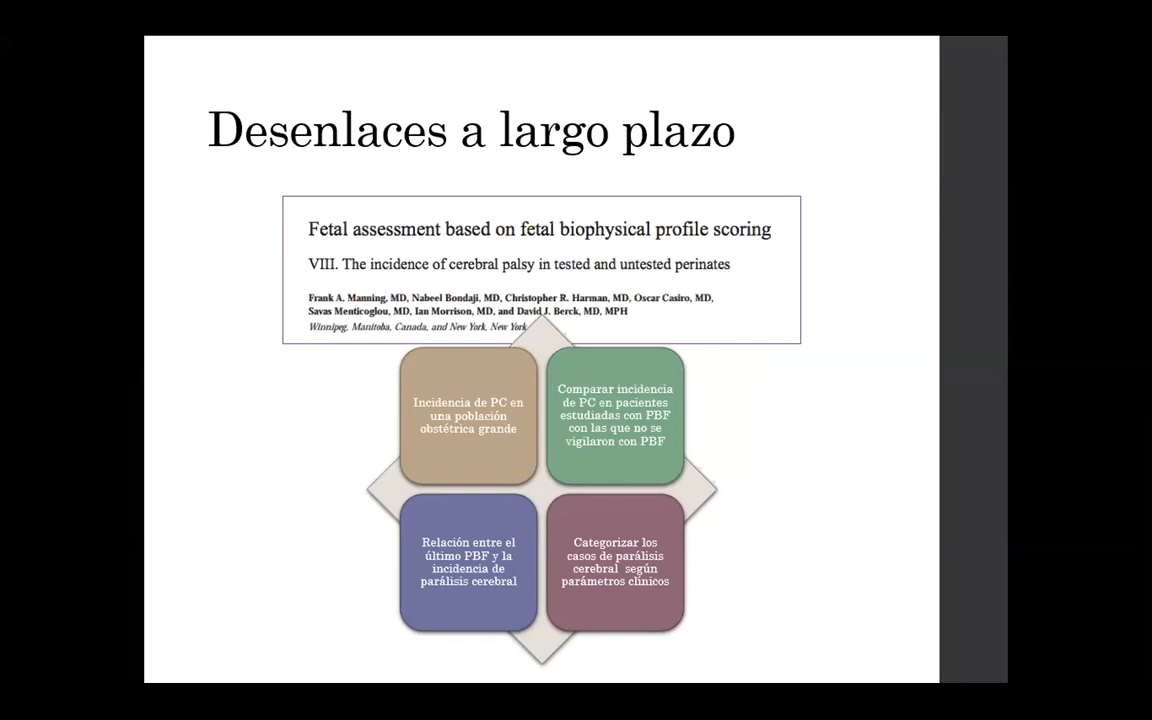 Desenlaces a largo plazo
Fetal assessment based on fetal biophysical profile scoring
VIII. The incidence of cerebral palsy in tested and untested perinates
Frank A. Manning, MD, Nabeel Bondaji, MD, Christopher R. Harman, MD, Oscar Casiro, MD,
Savas Menticoglou, MD, Ian Morrison, MD, and David J. Berck, MD, MPH
Winnipeg, Manitoba, Canada, and New York, New York
Incidencia de PC en
una población
obstétrica grande
Comparar incidencia
de PC en pacientes
estudiadas con PBF
con las que no se
vigilaron con PBF
Relación entre el
último PBF y la
incidencia de
parálisis cerebral
Categorizar los
casos de parálisis
cerebral según
parámetros clínicos